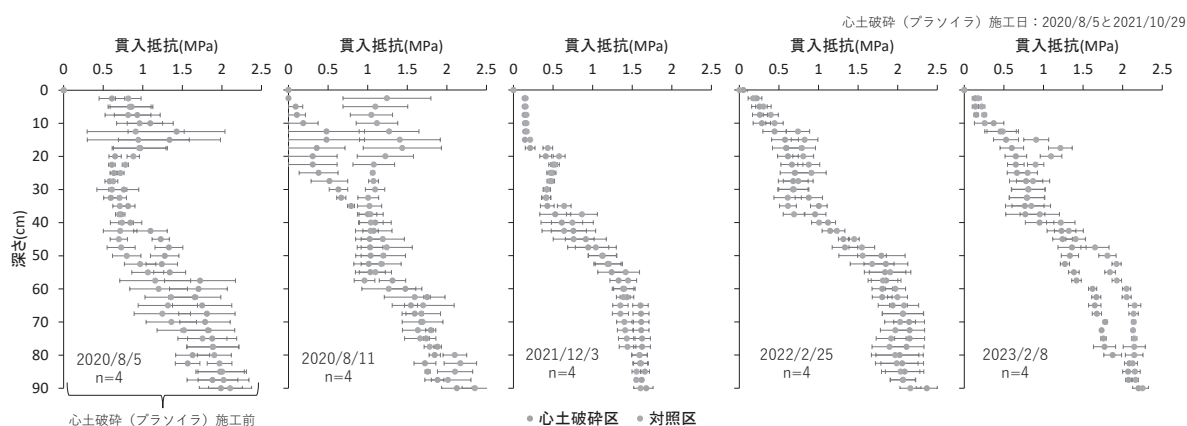 心土破砕（プラソイラ）施工日：2020/8/5と2021/10/29
貫入抵抗(MPa)
0 0.5 1 1.5 2 2.5
貫入抵抗(MPa)
0 0.5 1 1.5 2 2.5
貫入抵抗(MPa)
0 0.5 1 1.5 2 2.5
貫入抵抗(MPa)
0 0.5 1 1.5 2 2.5
貫入抵抗(MPa)
0 0.5 1 1.5 2 2.5
深さ(cm)
0
10
20
30
40
50
60
70
80
90
2020/8/5
n=4
2020/8/11
n=4
2021/12/3
n=4
2022/2/25
n=4
2023/2/8
n=4
心土破砕（プラソイラ）施工前
心土破砕区 対照区